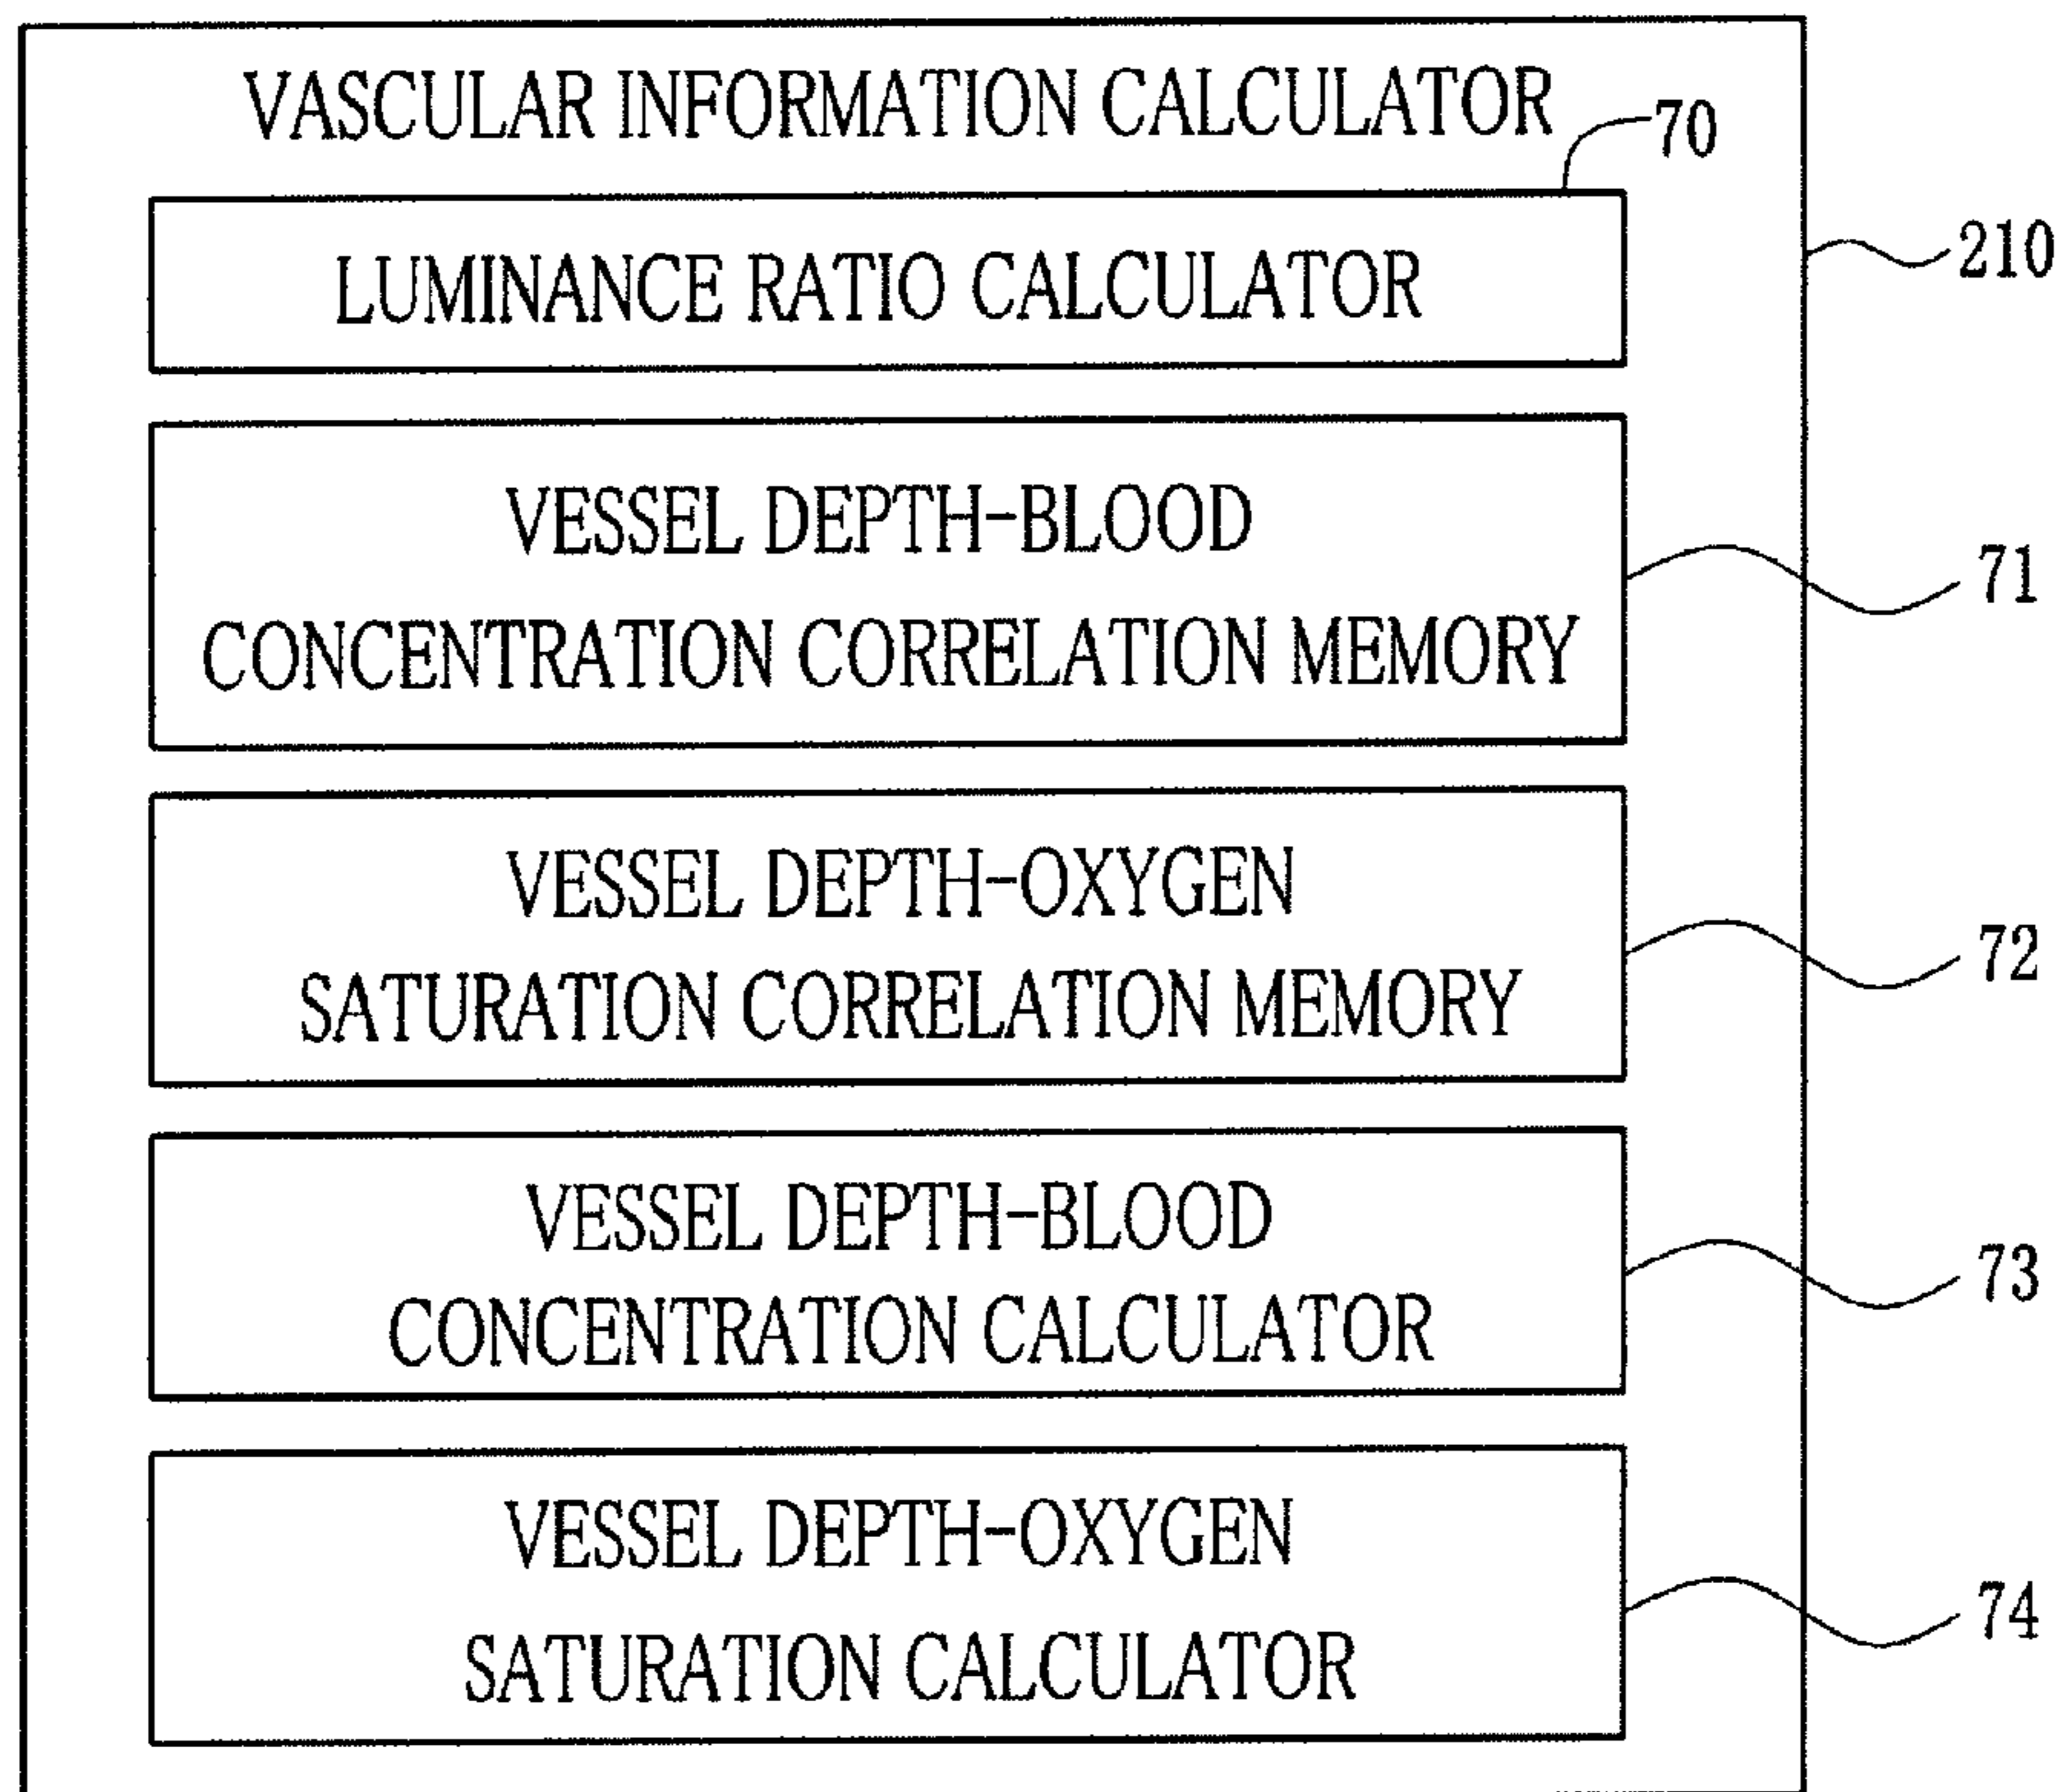 VASCULAR INFORMATION CALCULATOR
70
LUMINANCE RATIO CALCULATOR
210
VESSEL DEPTH-BLOOD
CONCENTRATION CORRELATION MEMORY
71
VESSEL DEPTH-OXYGEN
SATURATION CORRELATION MEMORY
72
VESSEL DEPTH-BLOOD
CONCENTRATION CALCULATOR
73
VESSEL DEPTH-OXYGEN
SATURATION CALCULATOR
74